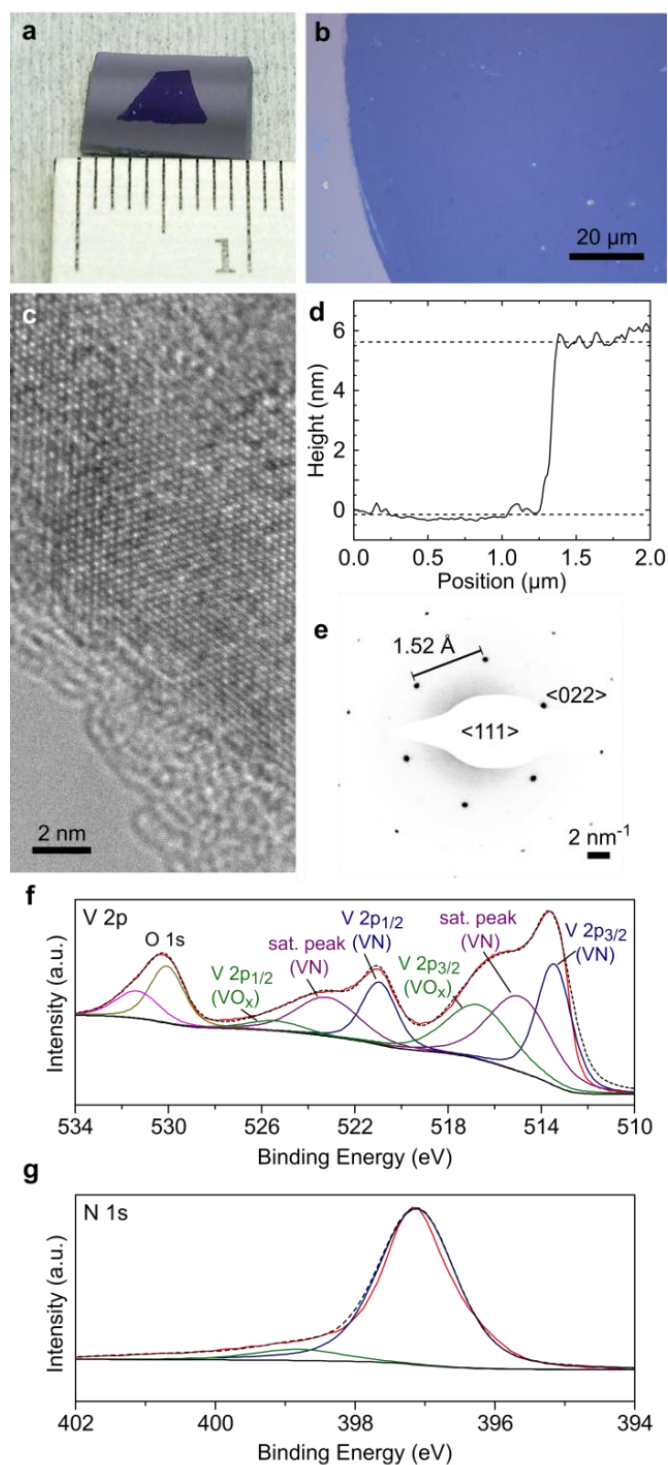 a
1
b
20 µm
c
2 nm
d
Height (nm)
6
4
2
0
0.0
0.5
1.0
1.5
2.0
Position (µm)
e
1.52 Å
<022>
<111>
2 nm-1
f
V 2p
O 1s
V 2p1/2
(VOx)
sat. peak
(VN)
V 2p1/2
(VN)
V 2p3/2
(VOx)
sat. peak
(VN)
V 2p3/2
(VN)
Intensity (a.u.)
534
530
526
522
518
514
510
Binding Energy (eV)
g
N 1s
Intensity (a.u.)
402
400
398
396
394
Binding Energy (eV)